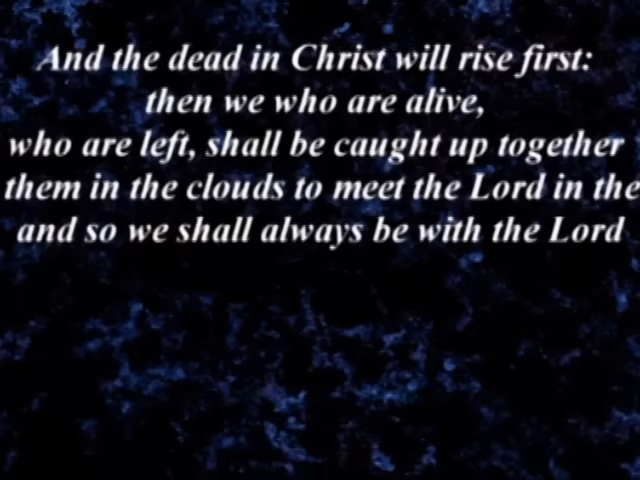 And the dead in Christ will rise first:
then we who are alive,
who are left, shall be caught up together
them in the clouds to meet the Lord in the
and so we shall always be with the Lord